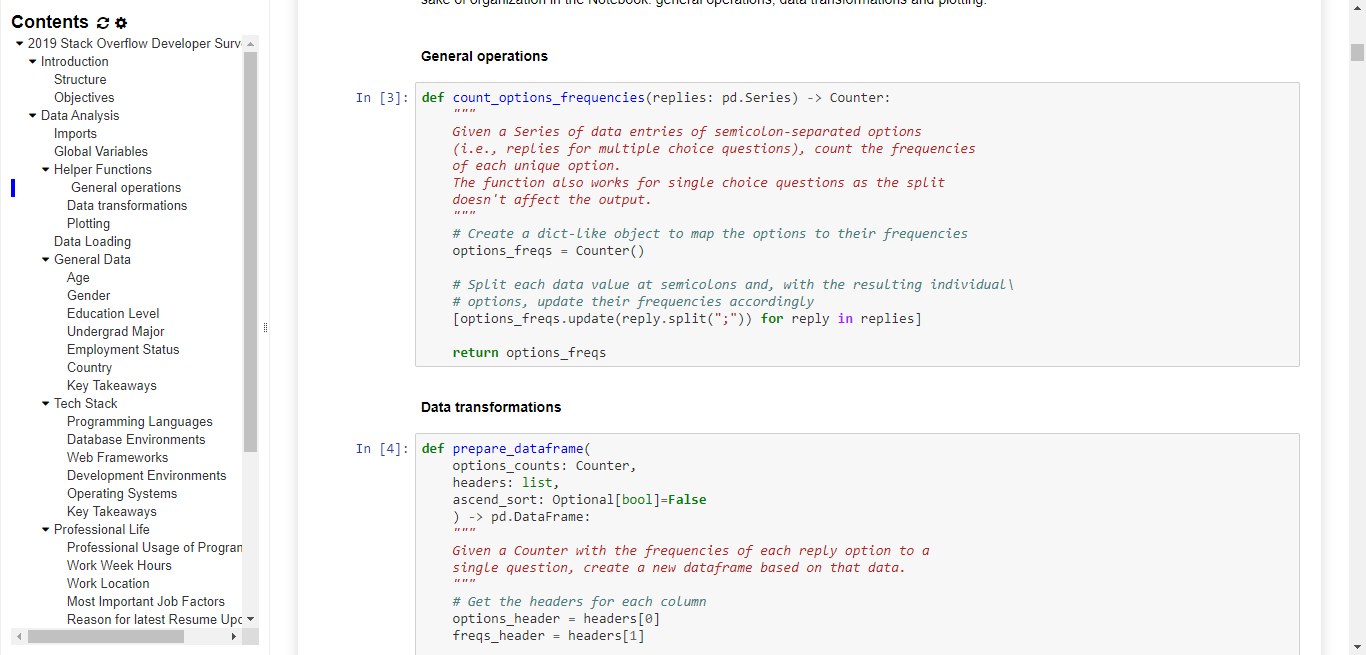 Contents
2019 Stack Overflow Developer Surv
Introduction
Structure
Objectives
Data Analysis
Imports
Global Variables
Helper Functions
General operations
Data transformations
Plotting
Data Loading
General Data
Age
Gender
Education Level
Undergrad Major
Employment Status
Country
Key Takeaways
Tech Stack
Programming Languages
Database Environments
Web Frameworks
Development Environments
Operating Systems
Key Takeaways
Professional Life
Professional Usage of Program
Work Week Hours
Work Location
Most Important Job Factors
Reason for latest Resume Upd
sake of organization in the Notebook: general operations, data transformations and plotting.
General operations
In [3]: def count_options_frequencies(replies: pd.Series) -> Counter:
"""
Given a Series of data entries of semicolon-separated options
(i.e., replies for multiple choice questions), count the frequencies
of each unique option.
The function also works for single choice questions as the split
doesn't affect the output.
"""
# Create a dict-like object to map the options to their frequencies
options_freqs = Counter()
# Split each data value at semicolons and, with the resulting individual\
# options, update their frequencies accordingly
[options_freqs.update(reply.split(";")) for reply in replies]
return options_freqs
Data transformations
In [4]: def prepare_dataframe(
options_counts: Counter,
headers: list,
ascend_sort: Optional[bool]=False
) -> pd.DataFrame:
"""
Given a Counter with the frequencies of each reply option to a
single question, create a new dataframe based on that data.
"""
# Get the headers for each column
options_header = headers[0]
freqs_header = headers[1]